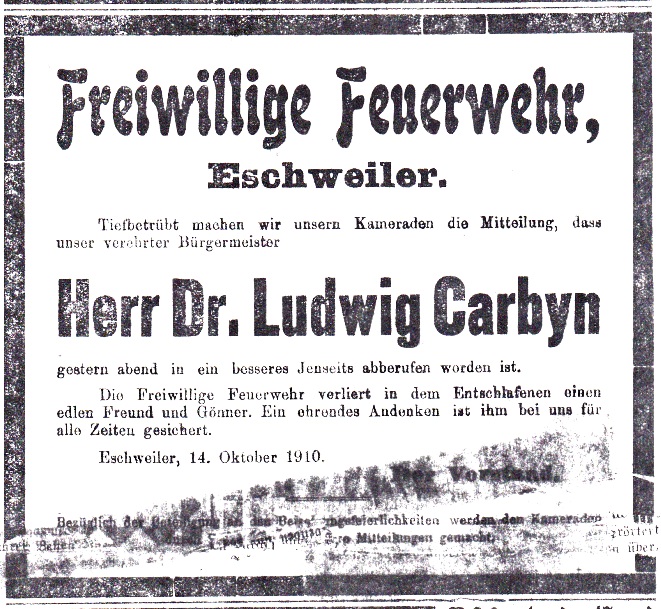 Freiwillige Feuerwehr,
Eschweiler.
Tiefbetrübt machen wir unsern Kameraden die Mitteilung, dass
unser verehrter Bürgermeister
Herr Dr. Ludwig Carbyn
gestern abend in ein besseres Jenseits abberufen worden ist.
Die Freiwillige Feuerwehr verliert in dem Entschlafenen einen
edlen Freund und Gönner. Ein ehrendes Andenken ist ihm bei uns für
alle Zeiten gesichert.
Eschweiler, 14. Oktober 1910.
Der Vorstand.
Bezüglich der Beteiligung an den werden den Kameraden
Mitteilungen gemacht.